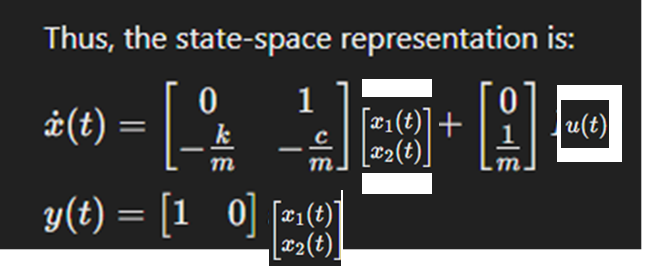 Thus, the state-space representation is:
ẋ(t) = [0 1; -k/m -c/m] [x₁(t); x₂(t)] + [0; 1/m] u(t)
y(t) = [1 0] [x₁(t); x₂(t)]